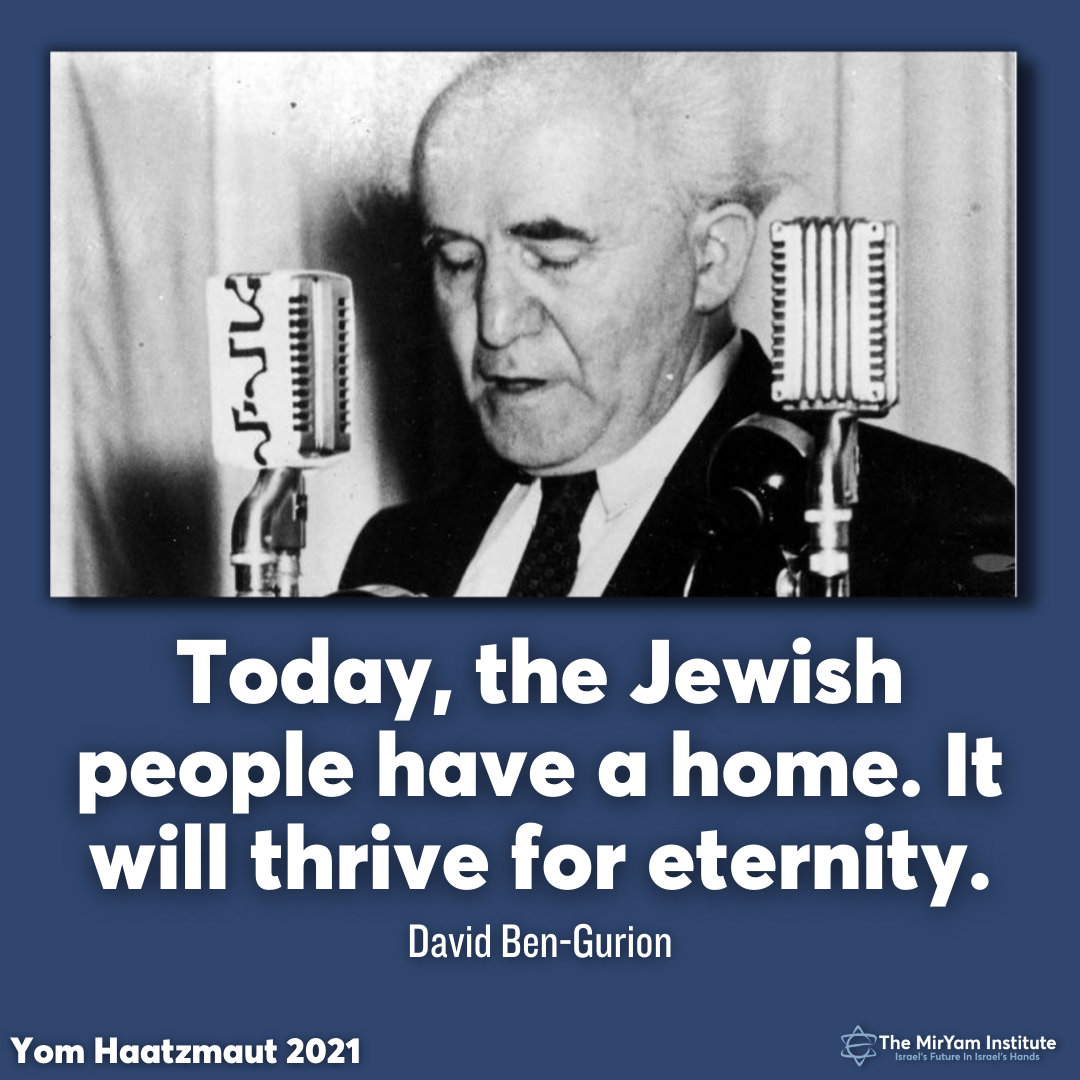 Today, the Jewish
people have a home. It
will thrive for eternity.
David Ben-Gurion
Yom Haatzmaut 2021
The MirYam Institute
Israel's Future In Israel's Hands